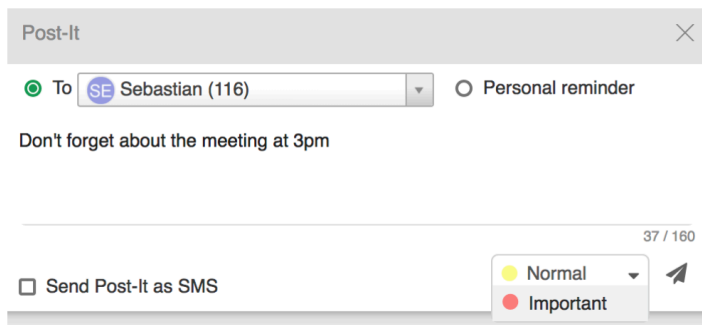 Post-It
To SE Sebastian (116) Personal reminder
Don't forget about the meeting at 3pm
37 / 160
Send Post-It as SMS Normal
Important